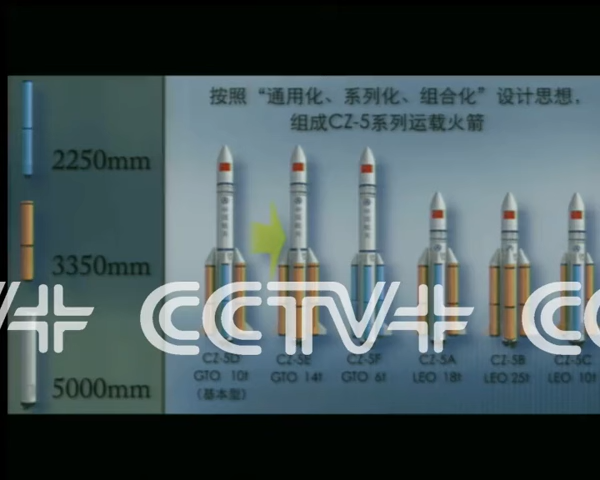 按照“通用化、系列化、组合化”设计思想，
组成CZ-5系列运载火箭
2250mm
3350mm
5000mm
CCTV+
CZ-5D
GTO 10t
(基本型)
CZ-5E
GTO 14t
CZ-5F
GTO 6t
CZ-5A
LEO 18t
CZ-5B
LEO 25t
CZ-5C
LEO 10t